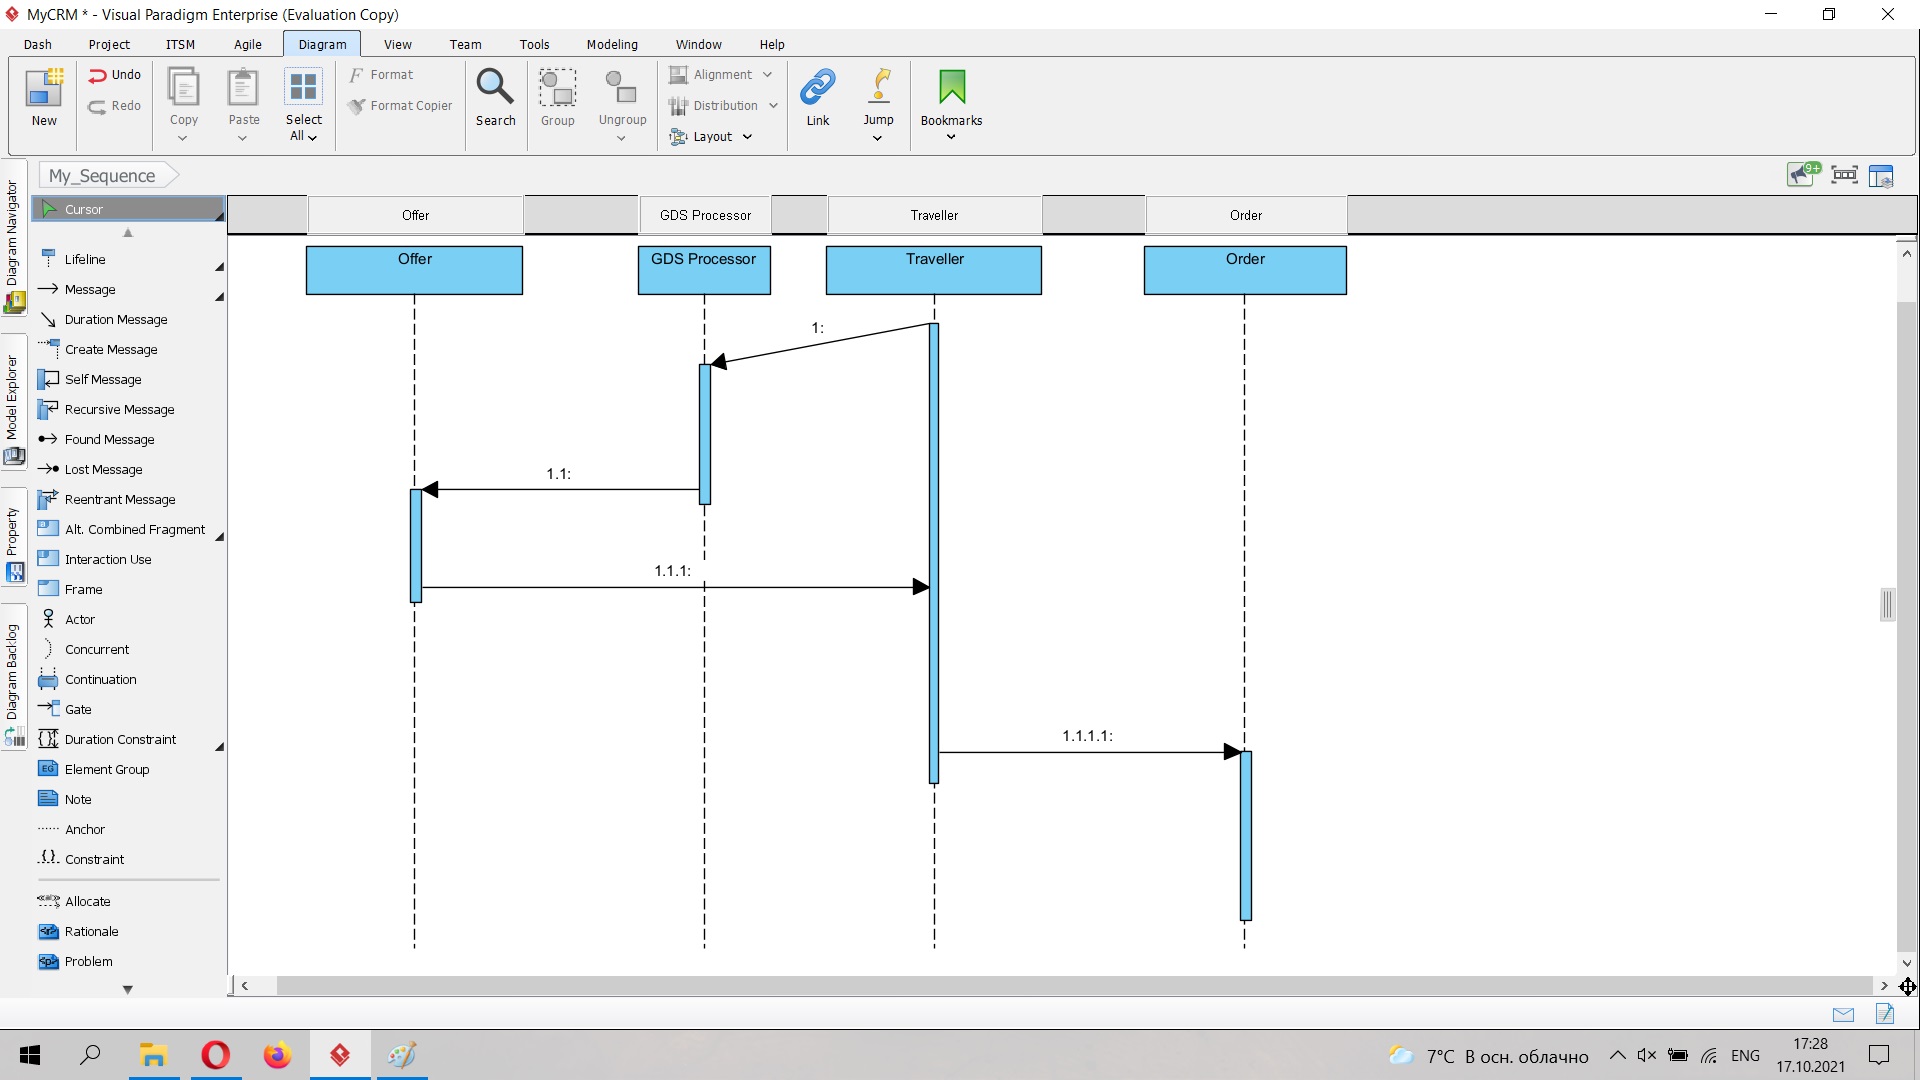 MyCRM * - Visual Paradigm Enterprise (Evaluation Copy)
Dash Project ITSM Agile Diagram View Team Tools Modeling Window Help
New
Undo
Redo
Copy
Paste
Select
All
Format
Format Copier
Search
Group
Ungroup
Alignment
Distribution
Layout
Link
Jump
Bookmarks
My_Sequence
9+
Diagram Navigator
Model Explorer
Property
Diagram Backlog
Cursor
Lifeline
Message
Duration Message
Create Message
Self Message
Recursive Message
Found Message
Lost Message
Reentrant Message
Alt. Combined Fragment
Interaction Use
Frame
Actor
Concurrent
Continuation
Gate
Duration Constraint
Element Group
Note
Anchor
Constraint
Allocate
Rationale
Problem
Offer GDS Processor Traveller Order
Offer GDS Processor Traveller Order
1:
1.1:
1.1.1:
1.1.1.1:
7°C В осн. облачно
ENG
17:28
17.10.2021